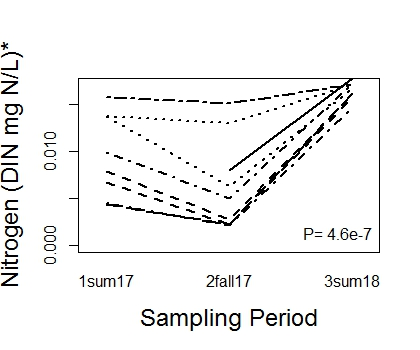 Nitrogen (DIN mg N/L)*
0.010
0.000
P= 4.6e-7
1sum17 2fall17 3sum18
Sampling Period